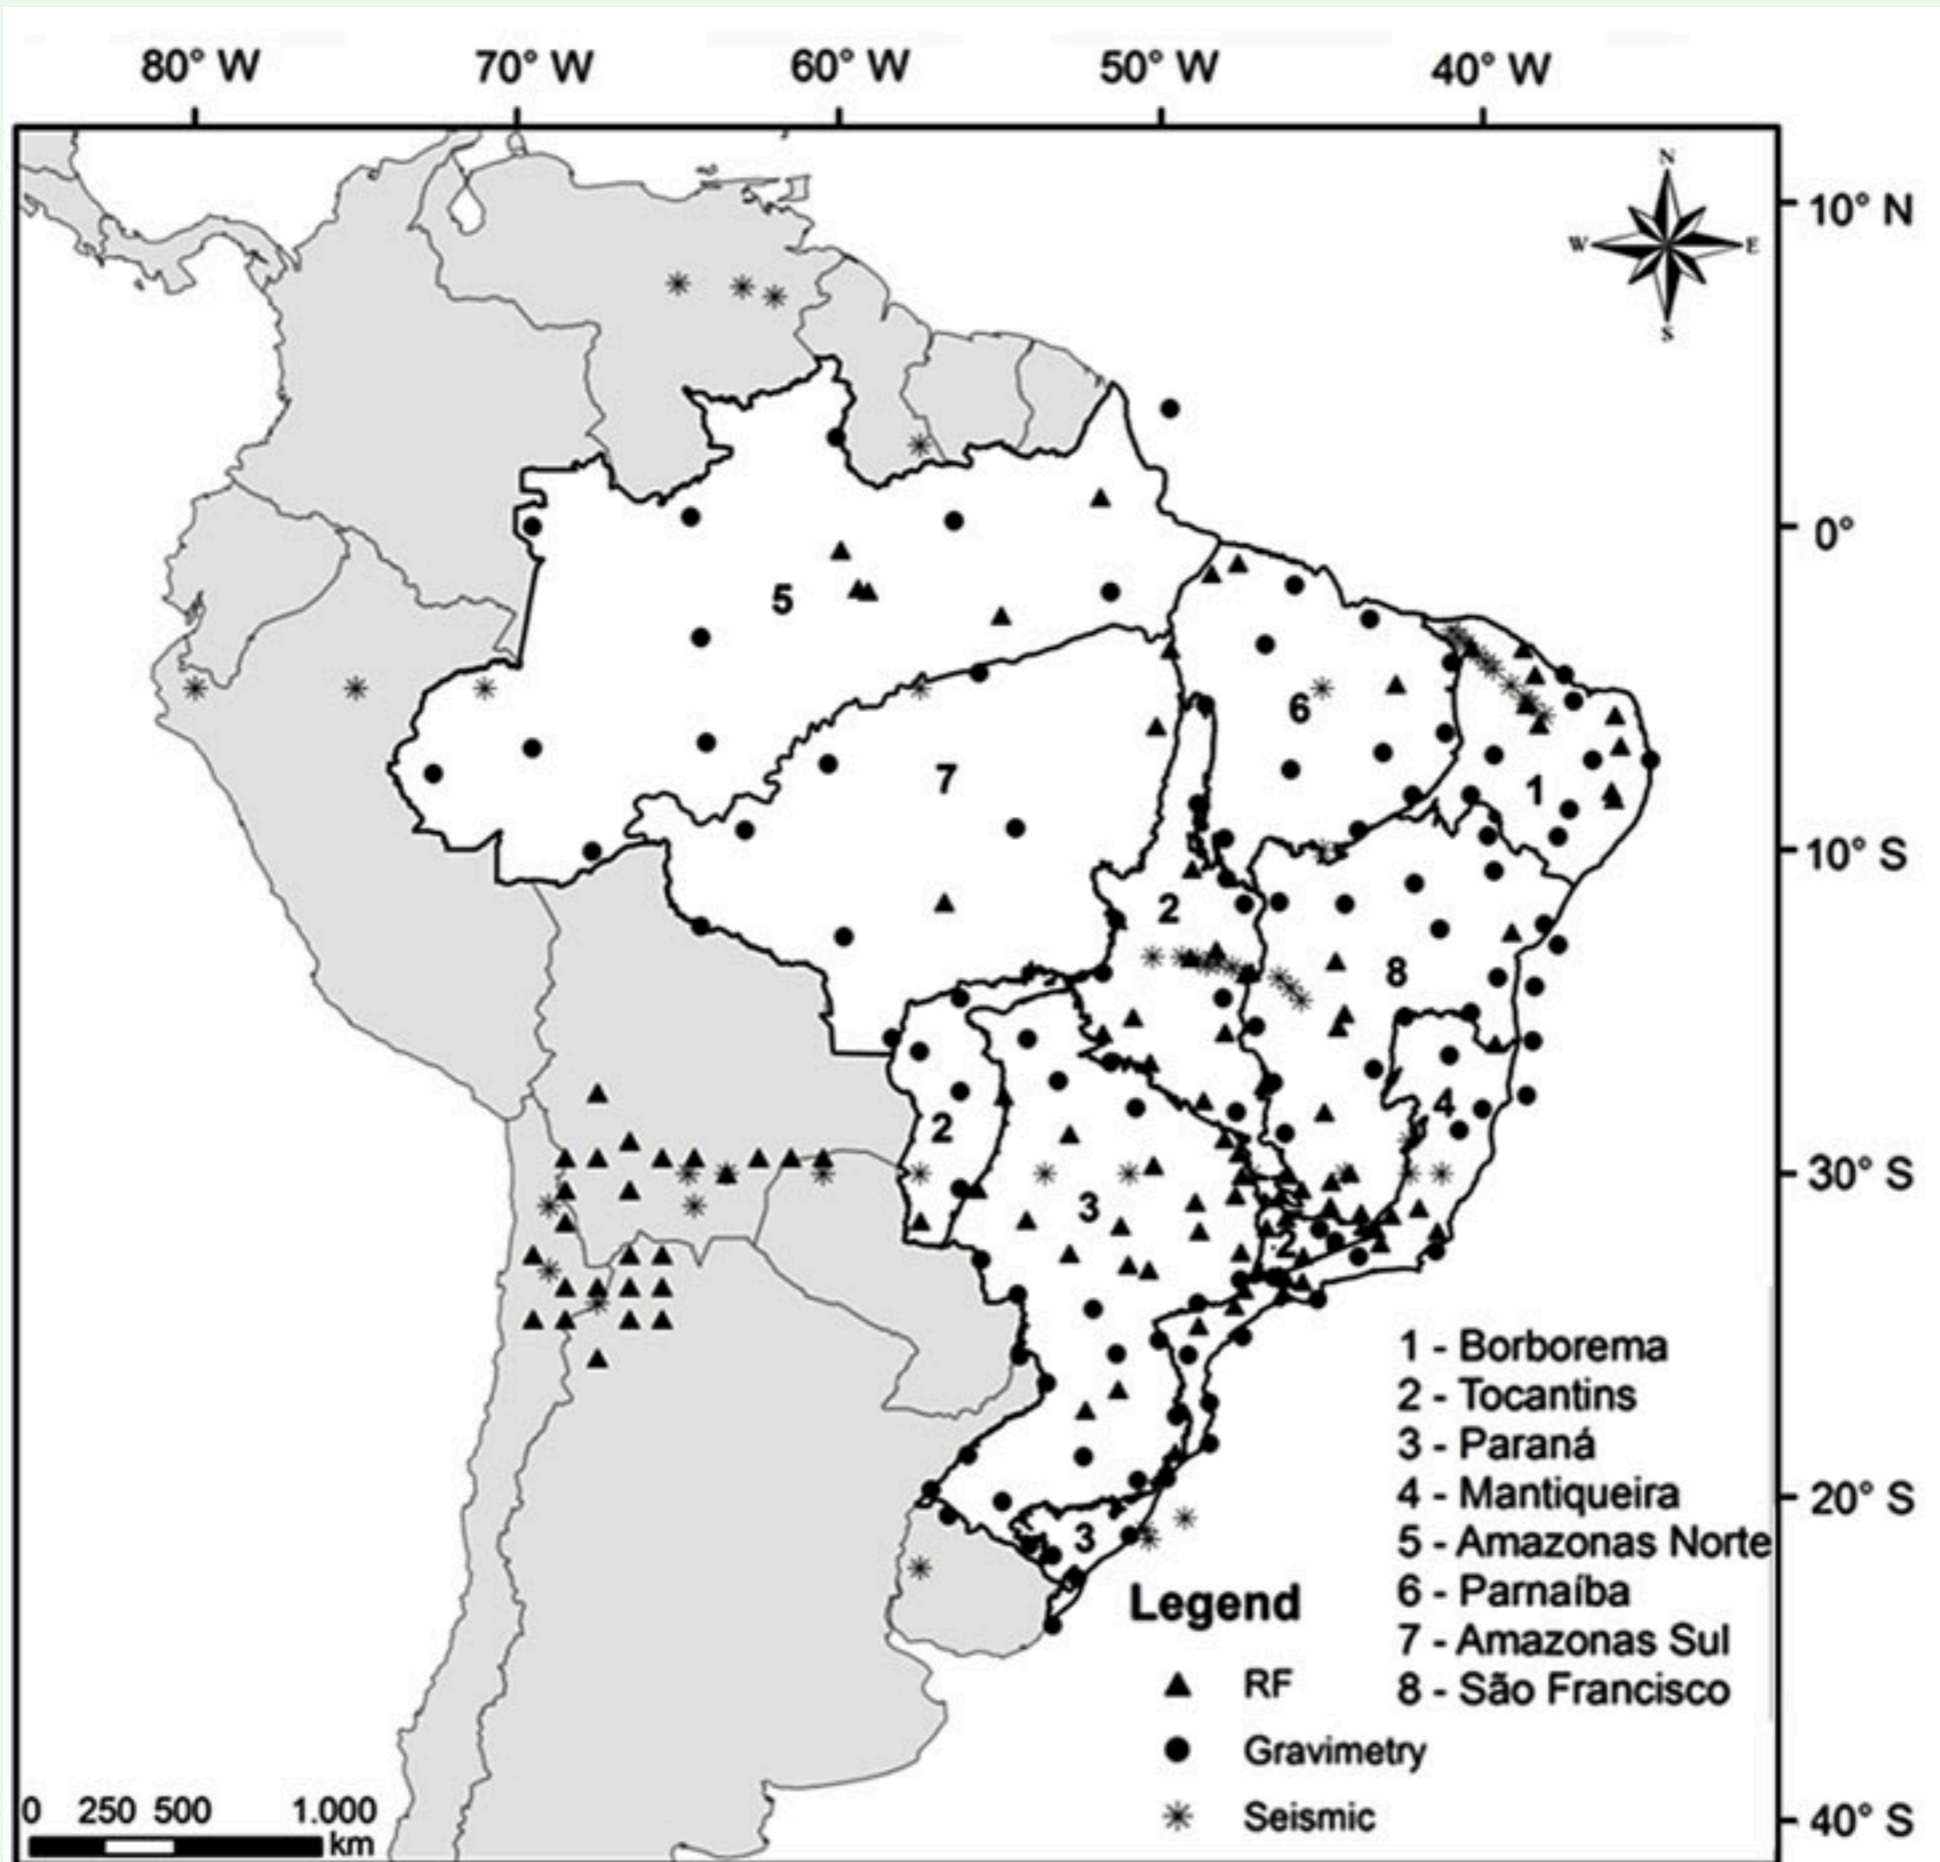 80° W 70° W 60° W 50° W 40° W
N
W E
S
10° N
0°
5
6
7
1
10° S
2
8
4
2
30° S
3
2
1 - Borborema
2 - Tocantins
3 - Paraná
4 - Mantiqueira
20° S
3
5 - Amazonas Norte
6 - Parnaíba
7 - Amazonas Sul
8 - São Francisco
Legend
RF
Gravimetry
Seismic
0 250 500 1.000
km
40° S